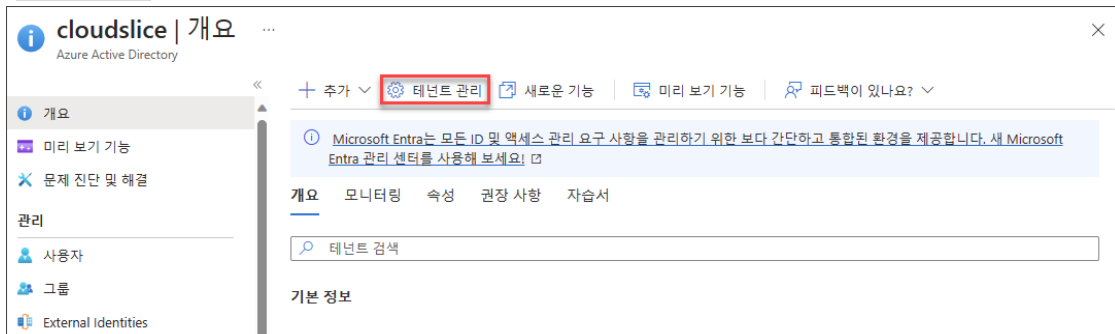 cloudslice | 개요 ...
Azure Active Directory
«
개요
미리 보기 기능
문제 진단 및 해결
관리
사용자
그룹
External Identities
+ 추가 테넌트 관리 새로운 기능 미리 보기 기능 피드백이 있나요?
Microsoft Entra는 모든 ID 및 액세스 관리 요구 사항을 관리하기 위한 보다 간단하고 통합된 환경을 제공합니다. 새 Microsoft
Entra 관리 센터를 사용해 보세요!
개요 모니터링 속성 권장 사항 자습서
테넌트 검색
기본 정보